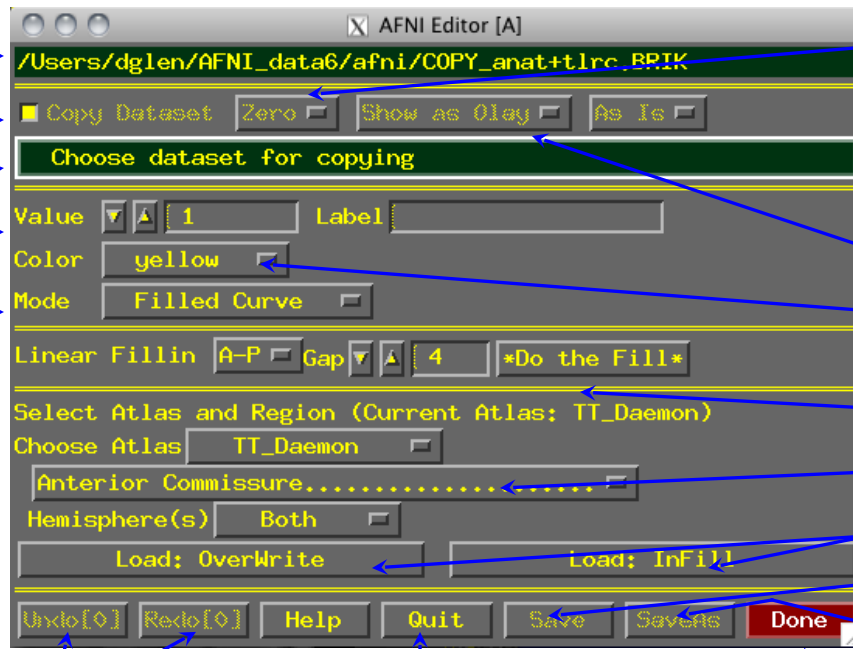 X AFNI Editor [A]
/Users/dglen/AFNI_data6/afni/COPY_anat+tlrc.BRIK
Copy Dataset Zero Show as Olay As Is
Choose dataset for copying
Value 1 Label
Color yellow
Mode Filled Curve
Linear Fillin A-P Gap 4 *Do the Fill*
Select Atlas and Region (Current Atlas: TT_Daemon)
Choose Atlas TT_Daemon
Anterior Commissure......................
Hemisphere(s) Both
Load: OverWrite Load: InFill
Undo[0] Redo[0] Help Quit Save SaveAs Done